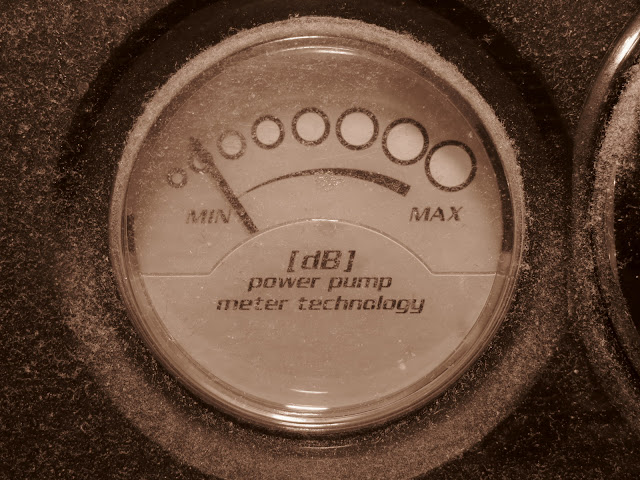 MIN MAX
[dB]
power pump
meter technology